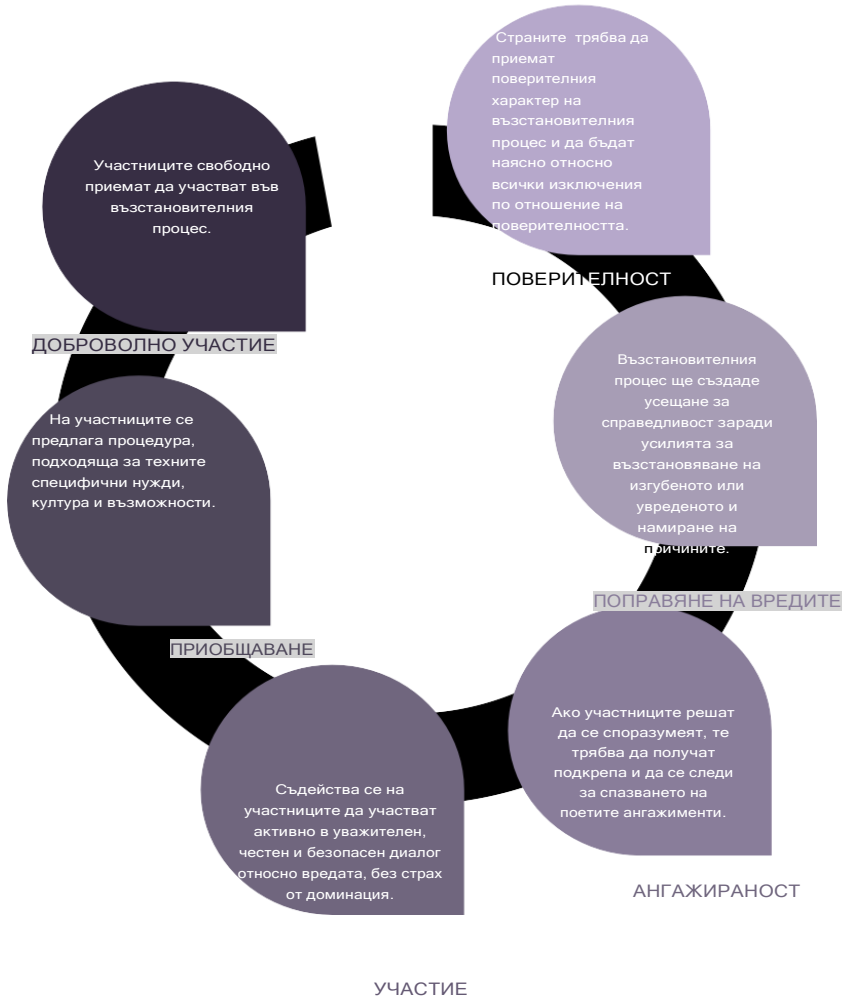 Страните трябва да
приемат
поверителния
характер на
възстановителния
процес и да бъдат
наясно относно
всички изключения
по отношение на
поверителността.
ПОВЕРИТЕЛНОСТ
Възстановителния
процес ще създаде
усещане за
справедливост заради
усилията за
възстановяване на
изгубеното или
увреденото и
намиране на
причините.
ПОПРАВЯНЕ НА ВРЕДИТЕ
Ако участниците решат
да се споразумеят, те
трябва да получат
подкрепа и да се следи
за спазването на
поетите ангажименти.
АНГАЖИРАНОСТ
Съдейства се на
участниците да участват
активно в уважителен,
честен и безопасен диалог
относно вредата, без страх
от доминация.
УЧАСТИЕ
На участниците се
предлага процедура,
подходяща за техните
специфични нужди,
култура и възможности.
ПРИОБЩАВАНЕ
Участниците свободно
приемат да участват във
възстановителния
процес.
ДОБРОВОЛНО УЧАСТИЕ